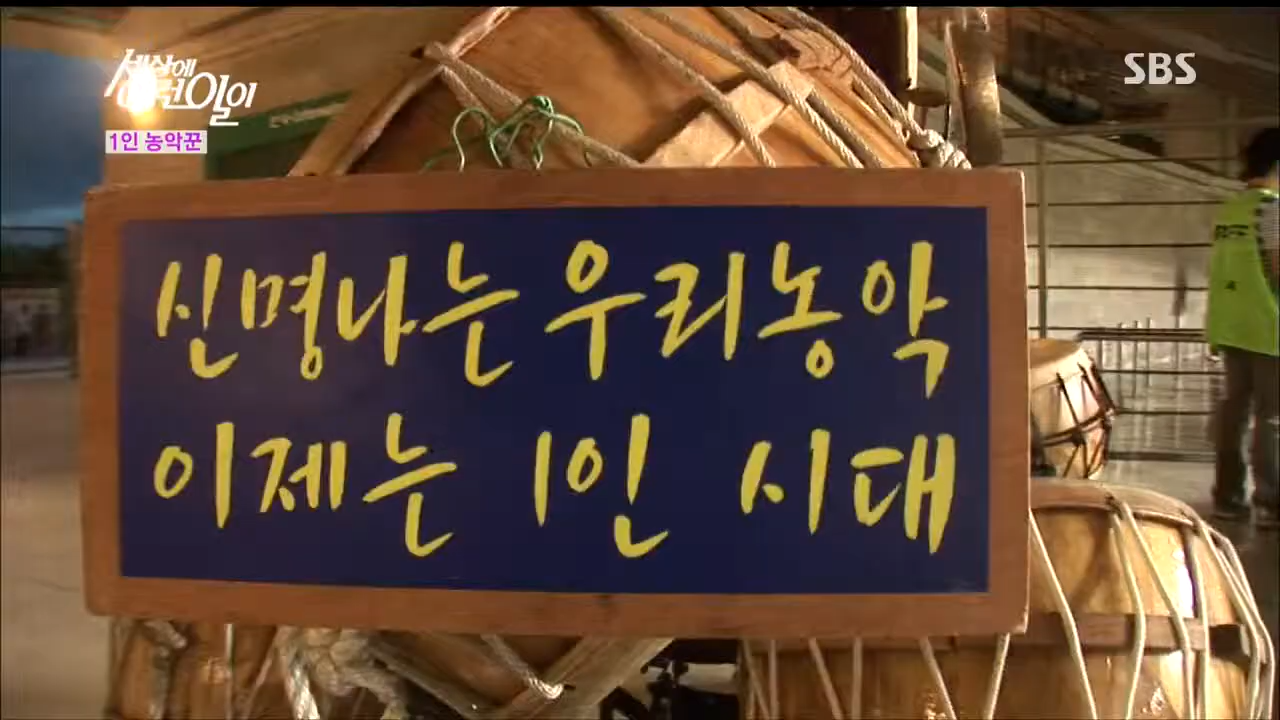 세상에
이런일이
SBS
1인 농악꾼
신명나는 우리농악
이제는 1인 시대